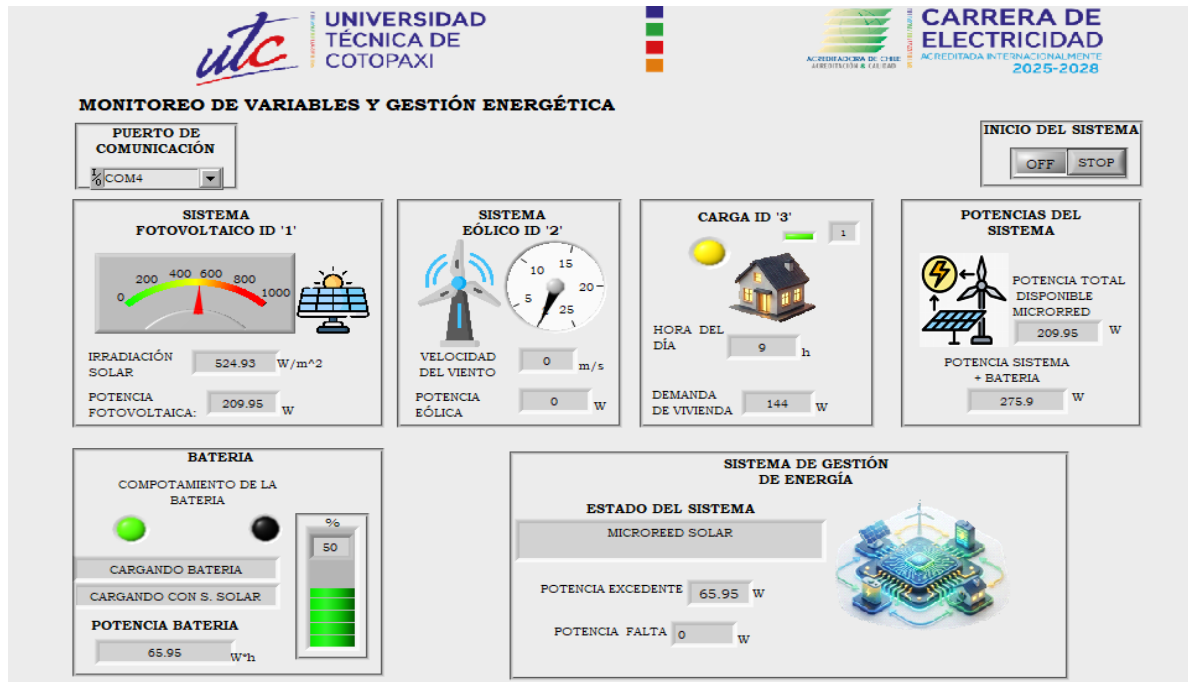 utc
UNIVERSIDAD
TÉCNICA DE
COTOPAXI
ACREDITADORA DE CHILE
ACREDITACIÓN & CALIDAD
CARRERA DE
ELECTRICIDAD
ACREDITADA INTERNACIONALMENTE
2025-2028
MONITOREO DE VARIABLES Y GESTIÓN ENERGÉTICA
PUERTO DE
COMUNICACIÓN
I/O COM4
INICIO DEL SISTEMA
OFF STOP
SISTEMA
FOTOVOLTAICO ID '1'
0 200 400 600 800 1000
IRRADIACIÓN
SOLAR 524.93 W/m^2
POTENCIA
FOTOVOLTAICA: 209.95 W
SISTEMA
EÓLICO ID '2'
5 10 15 20 25
VELOCIDAD
DEL VIENTO 0 m/s
POTENCIA
EÓLICA 0 W
CARGA ID '3'
1
HORA DEL
DÍA 9 h
DEMANDA
DE VIVIENDA 144 W
POTENCIAS DEL
SISTEMA
POTENCIA TOTAL
DISPONIBLE
MICRORRED
209.95 W
POTENCIA SISTEMA
+ BATERIA
275.9 W
BATERIA
COMPOTAMIENTO DE LA
BATERIA
%
50
CARGANDO BATERIA
CARGANDO CON S. SOLAR
POTENCIA BATERIA
65.95 W*h
SISTEMA DE GESTIÓN
DE ENERGÍA
ESTADO DEL SISTEMA
MICROREED SOLAR
POTENCIA EXCEDENTE 65.95 W
POTENCIA FALTA 0 W